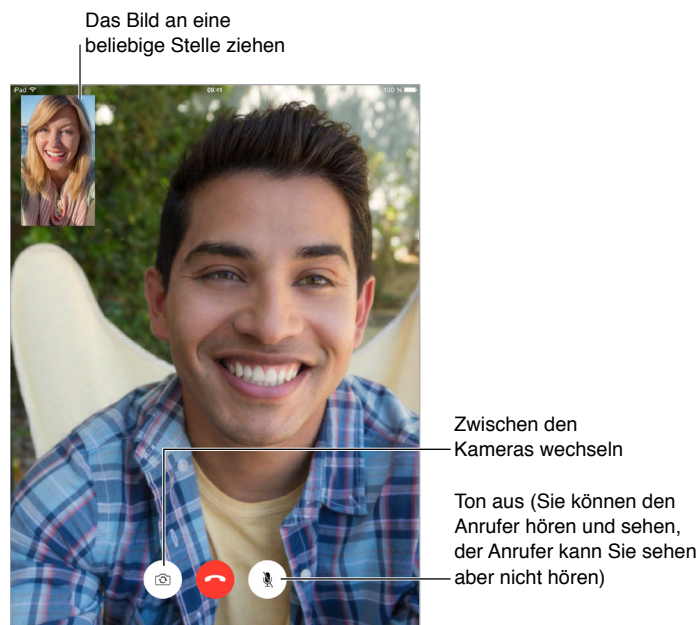 Das Bild an eine
beliebige Stelle ziehen
iPad 09:41 100 %
Zwischen den
Kameras wechseln
Ton aus (Sie können den
Anrufer hören und sehen,
der Anrufer kann Sie sehen
aber nicht hören)